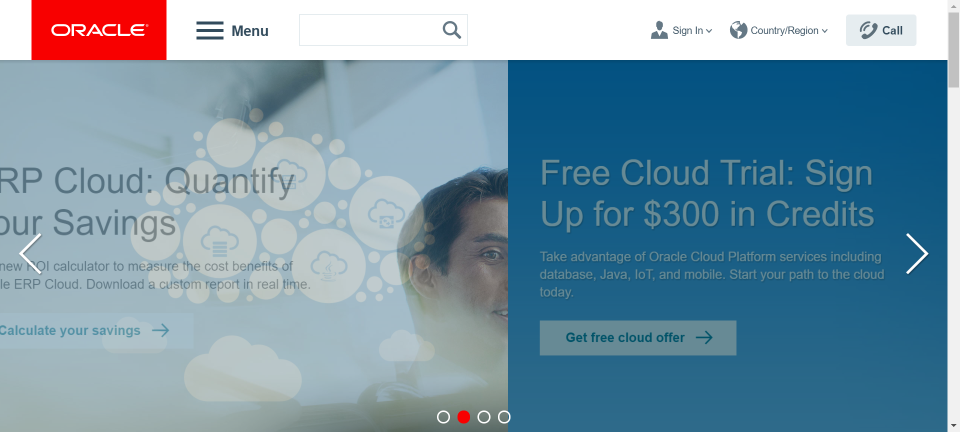 ORACLE
Menu
Sign In
Country/Region
Call
RP Cloud: Quantify
our Savings
new ROI calculator to measure the cost benefits of
le ERP Cloud. Download a custom report in real time.
Calculate your savings
Free Cloud Trial: Sign
Up for $300 in Credits
Take advantage of Oracle Cloud Platform services including
database, Java, IoT, and mobile. Start your path to the cloud
today.
Get free cloud offer